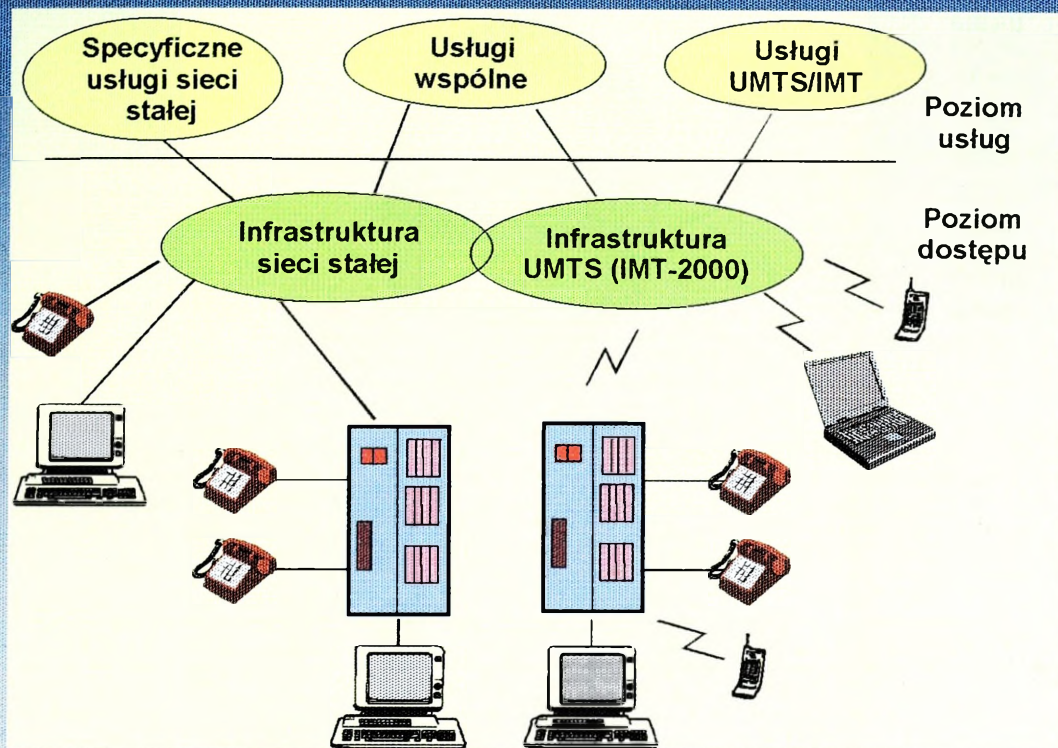 Specyficzne
usługi sieci
stałej
Usługi
wspólne
Usługi
UMTS/IMT
Poziom
usług
Infrastruktura
sieci stałej
Infrastruktura
UMTS (IMT-2000)
Poziom
dostępu